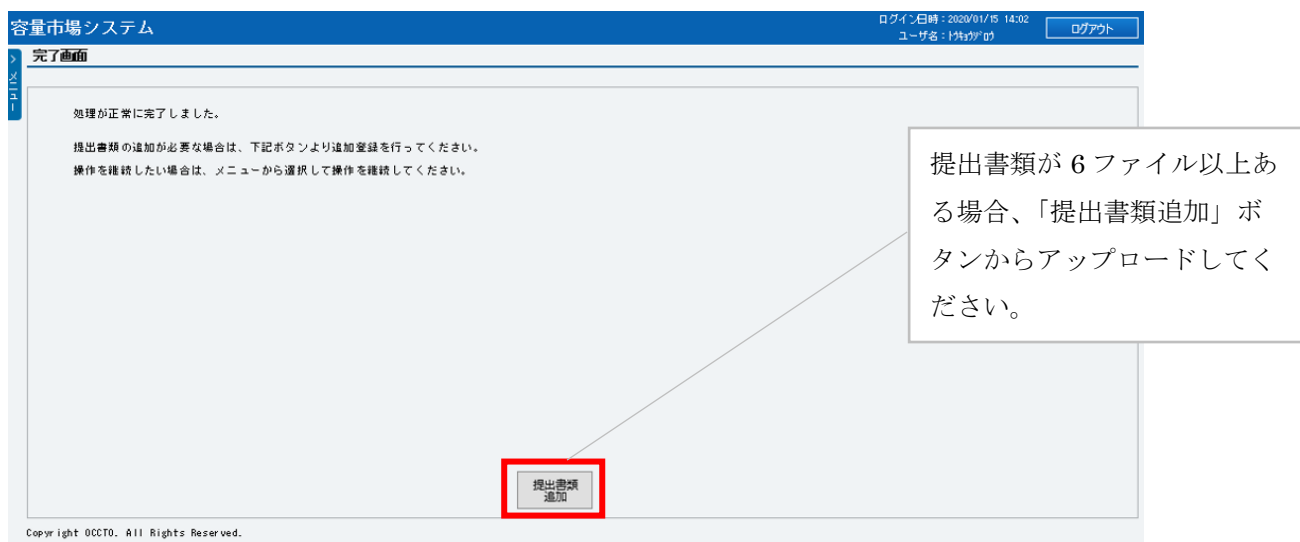 容量市場システム
ログイン日時：2020/01/15 14:02
ユーザ名：ﾄｳｷｮｳｼﾞﾛｳ
ログアウト
> メニュー
完了画面
処理が正常に完了しました。
提出書類の追加が必要な場合は、下記ボタンより追加登録を行ってください。
操作を継続したい場合は、メニューから選択して操作を継続してください。
提出書類が 6 ファイル以上あ
る場合、「提出書類追加」ボ
タンからアップロードしてく
ださい。
提出書類
追加
Copyright OCCTO. All Rights Reserved.